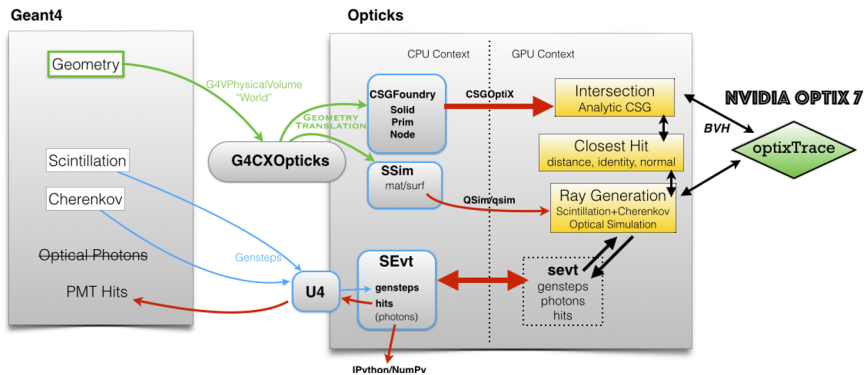 Geant4
Opticks
Geometry
G4VPhysicalVolume
"World"
GEOMETRY
TRANSLATION
G4CXOpticks
CPU Context
GPU Context
CSGFoundry
Solid
Prim
Node
CSGOptiX
Intersection
Analytic CSG
NVIDIA OPTIX 7
BVH
optixTrace
Closest Hit
distance, identity, normal
Scintillation
Cherenkov
SSim
mat/surf
QSim/qsim
Ray Generation
Scintillation+Cherenkov
Optical Simulation
Optical Photons
PMT Hits
Gensteps
U4
SEvt
gensteps
hits
(photons)
sevt
gensteps
photons
hits
IPython/NumPy